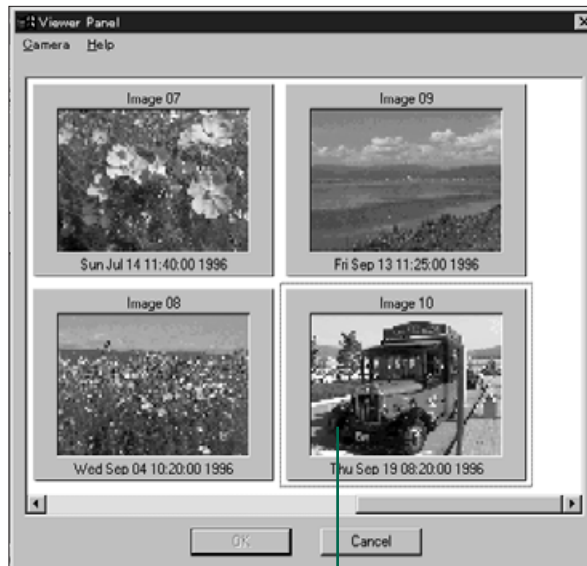 Viewer Panel
Camera Help
Image 07
Image 09
Sun Jul 14 11:40:00 1996
Fri Sep 13 11:25:00 1996
Image 08
Image 10
Wed Sep 04 10:20:00 1996
Thu Sep 19 08:20:00 1996
OK
Cancel